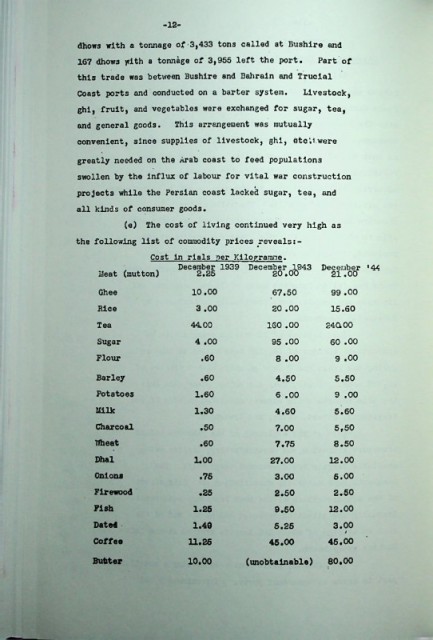 -12-
dhows with a tonnage of 3,433 tons called at Bushire and
167 dhows with a tonnage of 3,955 left the port. Part of
this trade was between Bushire and Bahrain and Trucial
Coast ports and conducted on a barter system. Livestock,
ghi, fruit, and vegetables were exchanged for sugar, tea,
and general goods. This arrangement was mutually
convenient, since supplies of livestock, ghi, etc. were
greatly needed on the Arab coast to feed populations
swollen by the influx of labour for vital war construction
projects while the Persian coast lacked sugar, tea, and
all kinds of consumer goods.
(e) The cost of living continued very high as
the following list of commodity prices reveals:-
Cost in rials per Kilogramme.
December 1939 December 1943 December '44
Meat (mutton) 2.25 20.00 21.00
Ghee 10.00 67.50 99.00
Rice 3.00 20.00 15.60
Tea 44.00 160.00 240.00
Sugar 4.00 95.00 60.00
Flour .60 8.00 9.00
Barley .60 4.50 5.50
Potatoes 1.60 6.00 9.00
Milk 1.30 4.60 5.60
Charcoal .50 7.00 5,50
Wheat .60 7.75 8.50
Dhal 1.00 27.00 12.00
Onions .75 3.00 5.00
Firewood .25 2.50 2.50
Fish 1.25 9.50 12.00
Dated 1.40 5.25 3.00
Coffee 11.25 45.00 45.00
Butter 10.00 (unobtainable) 80.00